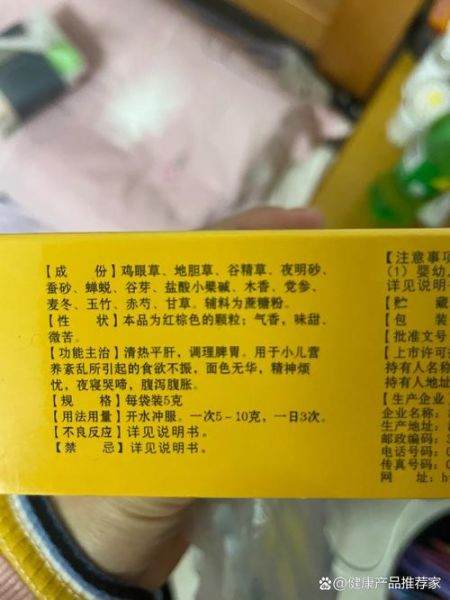 【成 份】鸡眼草、地胆草、谷精草、夜明砂、
蚕砂、蝉蜕、谷芽、盐酸小檗碱、木香、党参、
麦冬、玉竹、赤芍、甘草。辅料为蔗糖粉。
【性 状】本品为红棕色的颗粒；气香，味甜、
微苦。
【功能主治】清热平肝，调理脾胃。用于小儿营
养紊乱所引起的食欲不振，面色无华，精神烦
忧，夜寝哭啼，腹泻腹胀。
【规 格】每袋装5克
【用法用量】开水冲服。一次5～10克，一日3次。
【不良反应】详见说明书。
【禁 忌】详见说明书。
【注意事项
（1）婴幼
详见说明书
【贮 藏
【包 装
【批准文号
【上市许可
持有人名称
持有人地址
【生产企业
企业名称：
生产地址：
邮政编码：3
电话号码：0
传真号码：0
网 址：h
@健康产品推荐家